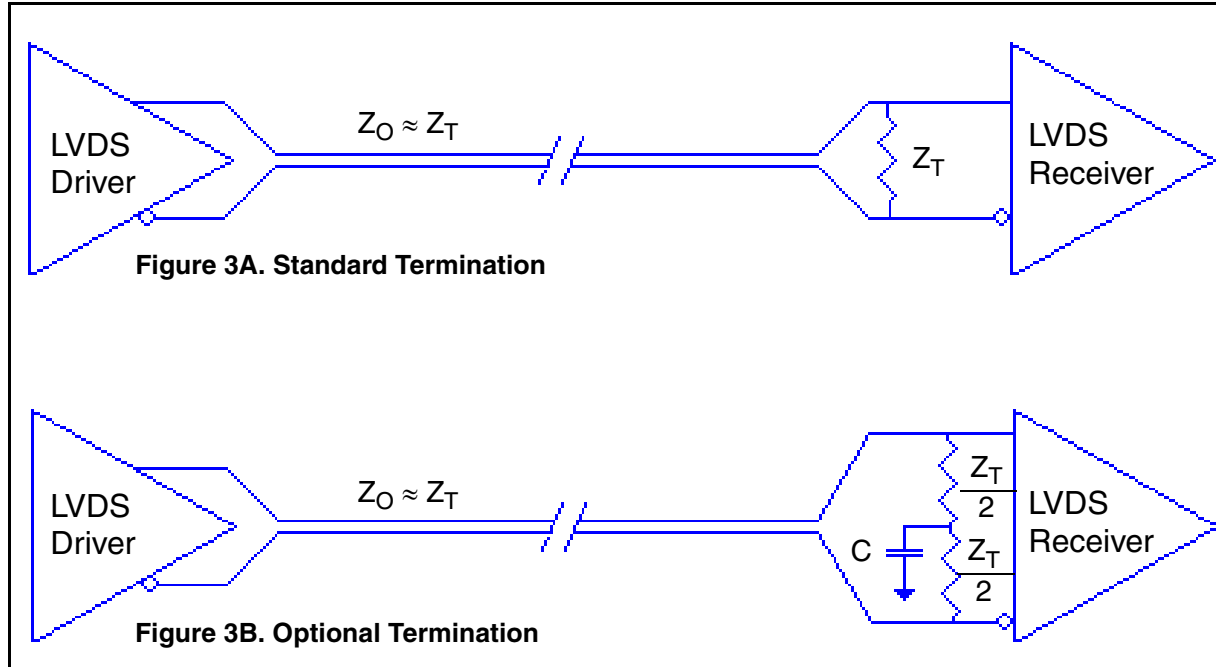 LVDS
Driver
Z_O ≈ Z_T
Z_T
LVDS
Receiver
Figure 3A. Standard Termination
LVDS
Driver
Z_O ≈ Z_T
C
Z_T
2
Z_T
2
LVDS
Receiver
Figure 3B. Optional Termination